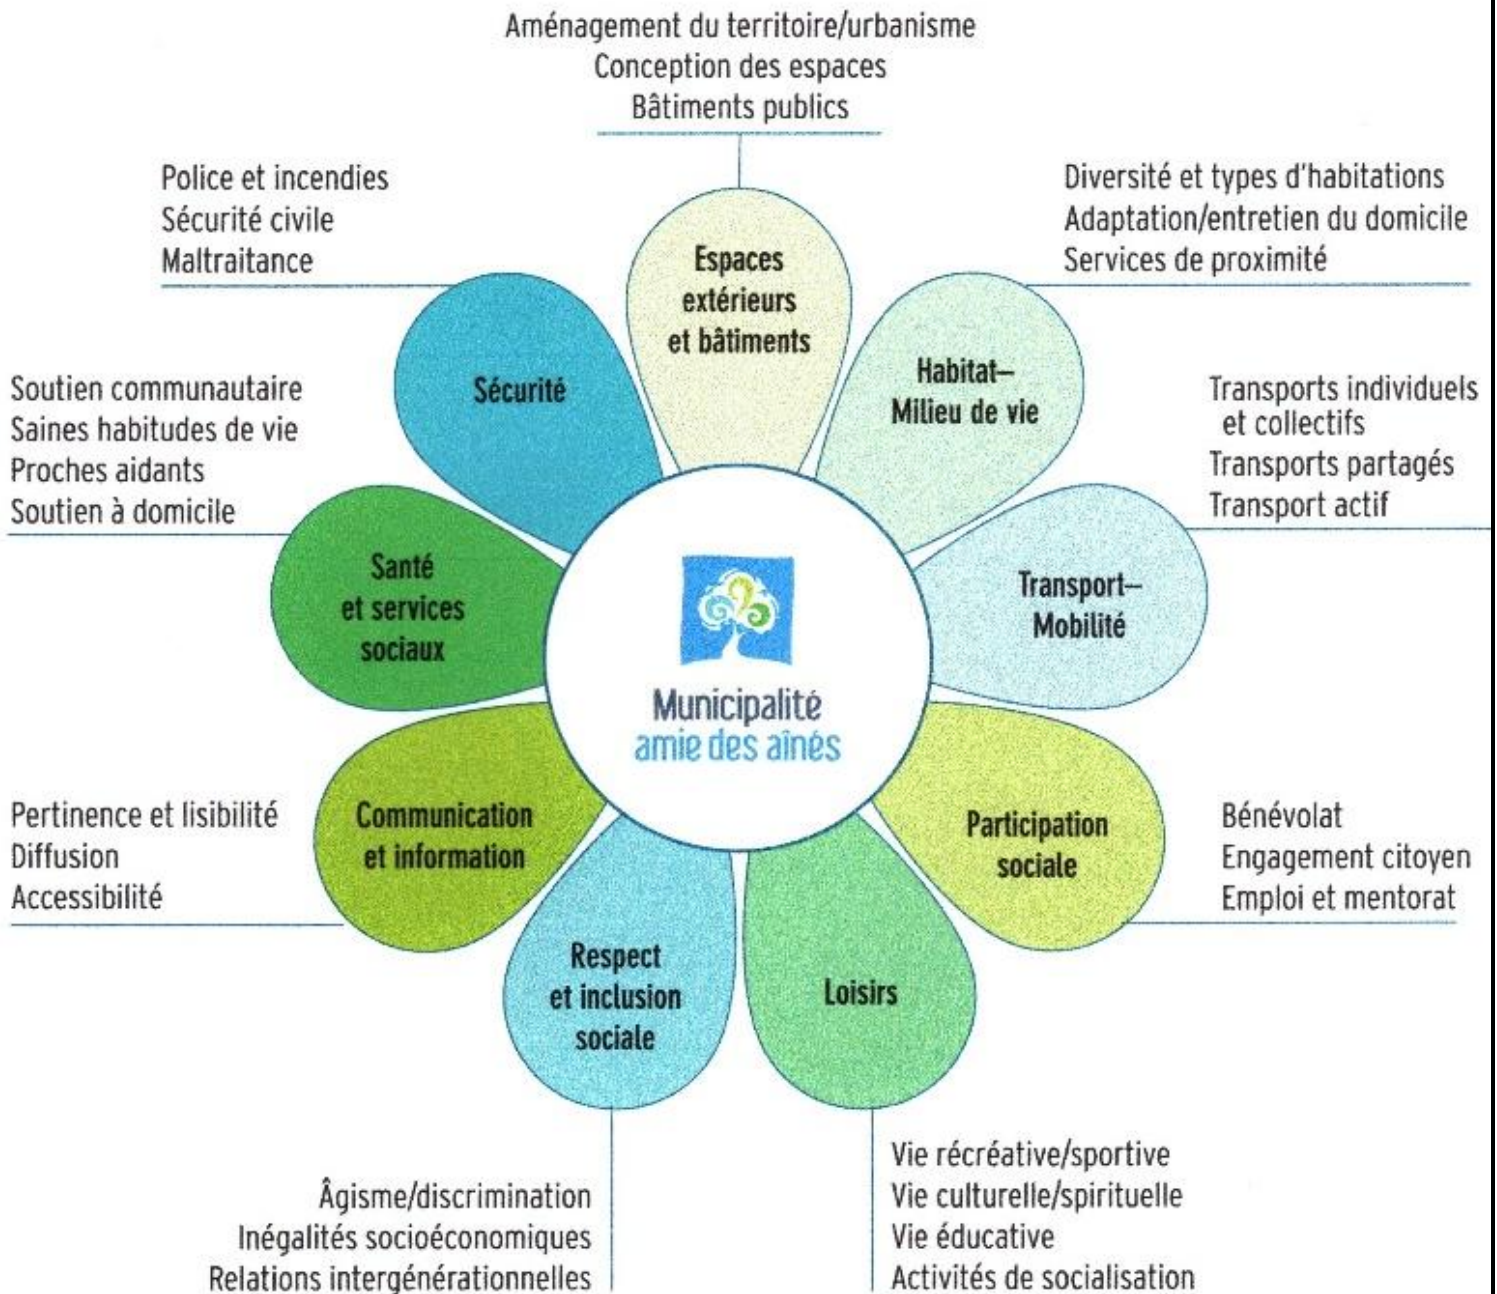 Aménagement du territoire/urbanisme
Conception des espaces
Bâtiments publics
Espaces
extérieurs
et bâtiments
Diversité et types d'habitations
Adaptation/entretien du domicile
Services de proximité
Habitat–
Milieu de vie
Transports individuels
et collectifs
Transports partagés
Transport actif
Transport–
Mobilité
Bénévolat
Engagement citoyen
Emploi et mentorat
Participation
sociale
Vie récréative/sportive
Vie culturelle/spirituelle
Vie éducative
Activités de socialisation
Loisirs
Âgisme/discrimination
Inégalités socioéconomiques
Relations intergénérationnelles
Respect
et inclusion
sociale
Pertinence et lisibilité
Diffusion
Accessibilité
Communication
et information
Soutien communautaire
Saines habitudes de vie
Proches aidants
Soutien à domicile
Santé
et services
sociaux
Police et incendies
Sécurité civile
Maltraitance
Sécurité
Municipalité
amie des aînés